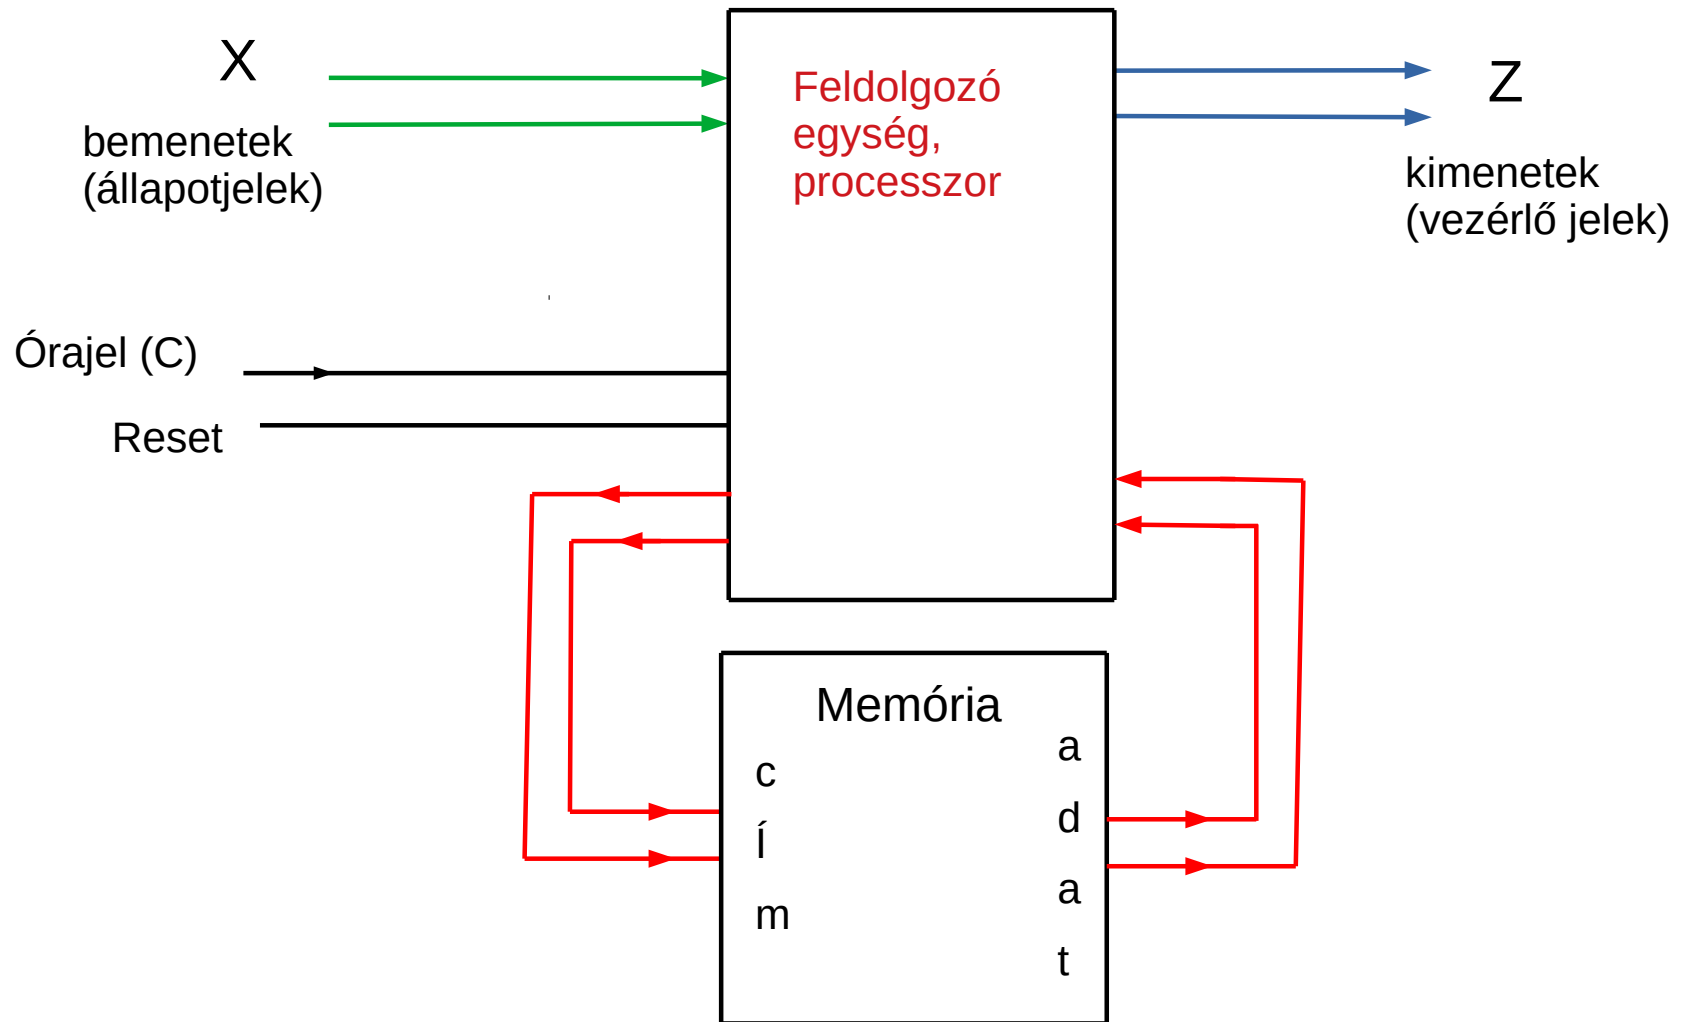 X
bemenetek
(állapotjelek)
Feldolgozó
egység,
processzor
Z
kimenetek
(vezérlő jelek)
Órajel (C)
Reset
Memória
c
í
m
a
d
a
t